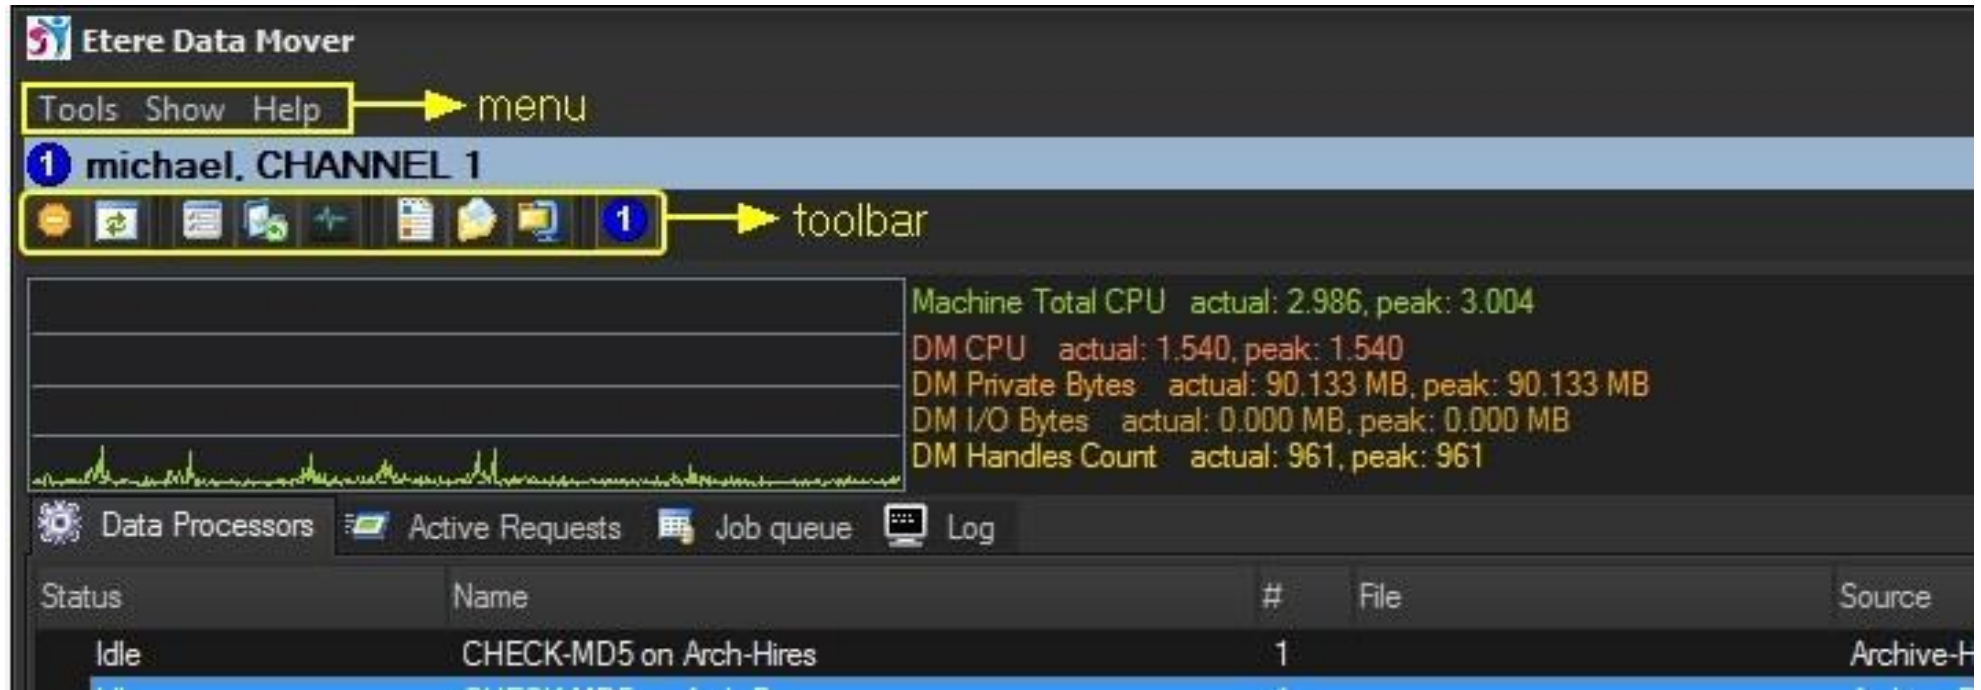 Etere Data Mover
Tools Show Help menu
1 michael, CHANNEL 1
1 toolbar
Machine Total CPU actual: 2.986, peak: 3.004
DM CPU actual: 1.540, peak: 1.540
DM Private Bytes actual: 90.133 MB, peak: 90.133 MB
DM I/O Bytes actual: 0.000 MB, peak: 0.000 MB
DM Handles Count actual: 961, peak: 961
Data Processors Active Requests Job queue Log
Status Name # File Source
Idle CHECK-MD5 on Arch-Hires 1 Archive-H